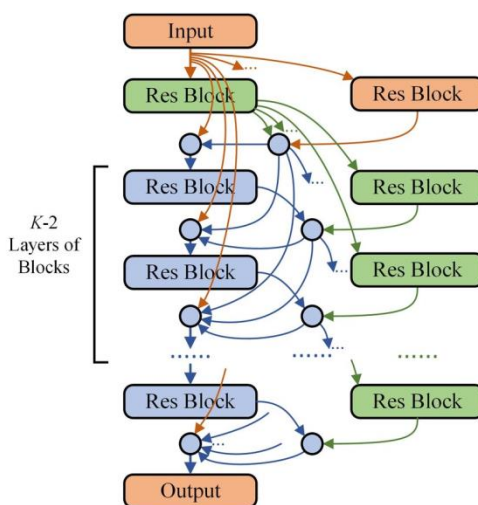 Input
Res Block
Res Block
Res Block
Res Block
K-2
Layers of
Blocks
Res Block
Res Block
Res Block
Res Block
Output